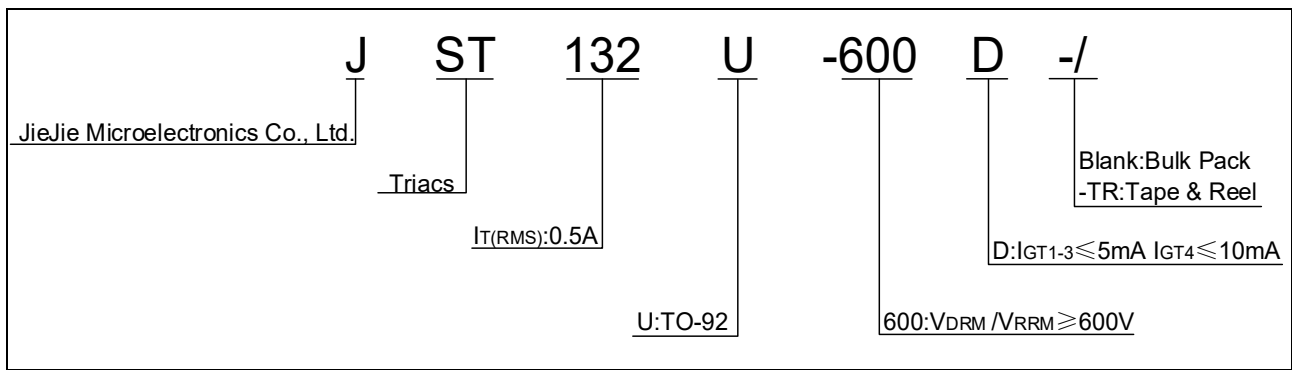 J ST 132 U -600 D -/
JieJie Microelectronics Co., Ltd.
Blank:Bulk Pack
Triacs
-TR:Tape & Reel
IT(RMS):0.5A
D:IGT1-3≤5mA IGT4≤10mA
U:TO-92
600:VDRM /VRRM≥600V